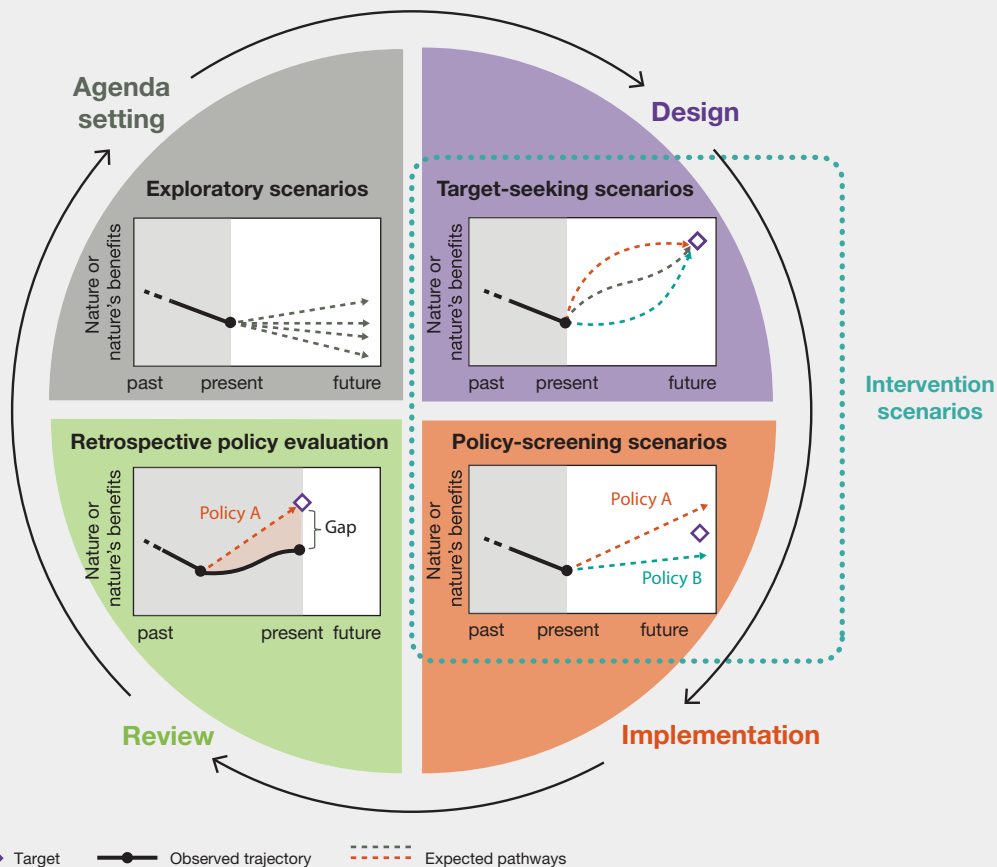 Agenda
setting
Design
Exploratory scenarios
Nature or
nature's benefits
past present future
Target-seeking scenarios
Nature or
nature's benefits
past present future
Intervention
scenarios
Retrospective policy evaluation
Nature or
nature's benefits
Policy A
Gap
past present future
Policy-screening scenarios
Nature or
nature's benefits
Policy A
Policy B
past present future
Review
Implementation
Target Observed trajectory Expected pathways